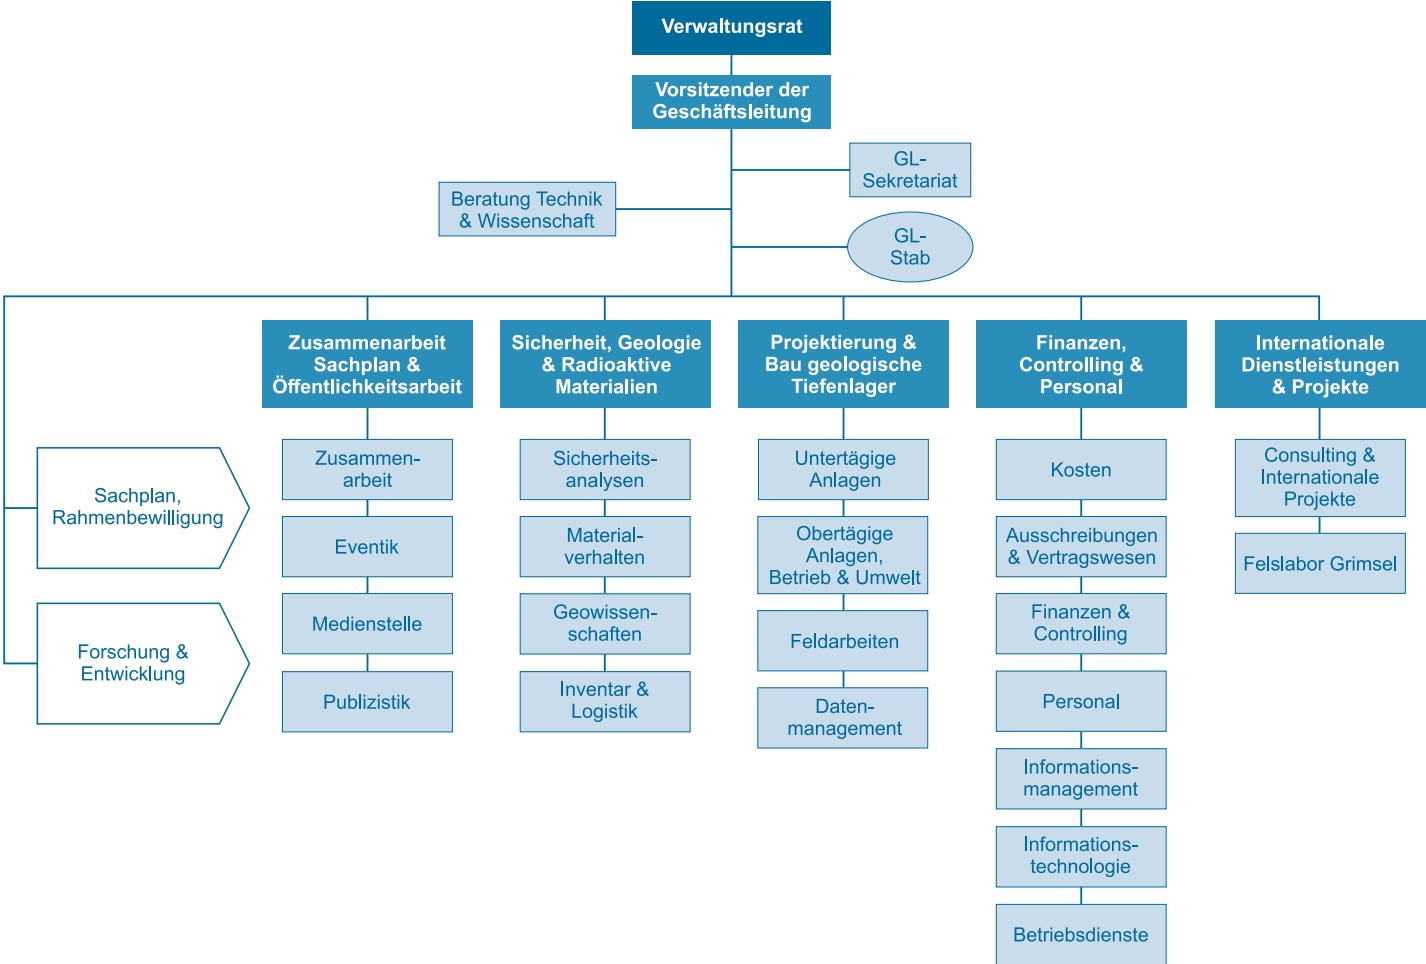 Verwaltungsrat
Vorsitzender der
Geschäftsleitung
GL-
Sekretariat
Beratung Technik
& Wissenschaft
GL-
Stab
Sachplan,
Rahmenbewilligung
Forschung &
Entwicklung
Zusammenarbeit
Sachplan &
Öffentlichkeitsarbeit
Zusammen-
arbeit
Eventik
Medienstelle
Publizistik
Sicherheit, Geologie
& Radioaktive
Materialien
Sicherheits-
analysen
Material-
verhalten
Geowissen-
schaften
Inventar &
Logistik
Projektierung &
Bau geologische
Tiefenlager
Untertägige
Anlagen
Obertägige
Anlagen,
Betrieb & Umwelt
Feldarbeiten
Daten-
management
Finanzen,
Controlling &
Personal
Kosten
Ausschreibungen
& Vertragswesen
Finanzen &
Controlling
Personal
Informations-
management
Informations-
technologie
Betriebsdienste
Internationale
Dienstleistungen
& Projekte
Consulting &
Internationale
Projekte
Felslabor Grimsel